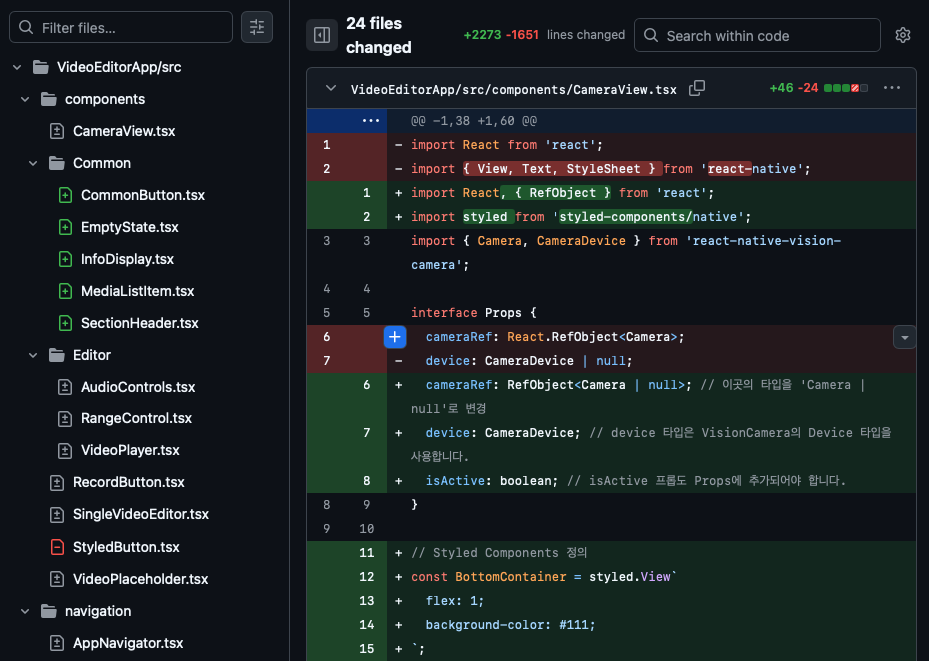 Filter files...
VideoEditorApp/src
components
CameraView.tsx
Common
CommonButton.tsx
EmptyState.tsx
InfoDisplay.tsx
MediaListItem.tsx
SectionHeader.tsx
Editor
AudioControls.tsx
RangeControl.tsx
VideoPlayer.tsx
RecordButton.tsx
SingleVideoEditor.tsx
StyledButton.tsx
VideoPlaceholder.tsx
navigation
AppNavigator.tsx
24 files
changed
+2273 -1651 lines changed
Search within code
VideoEditorApp/src/components/CameraView.tsx
+46 -24
@@ -1,38 +1,60 @@
1 - import React from 'react';
2 - import { View, Text, StyleSheet } from 'react-native';
1 + import React, { RefObject } from 'react';
2 + import styled from 'styled-components/native';
3 3 import { Camera, CameraDevice } from 'react-native-vision-
camera';
4 4
5 5 interface Props {
6 cameraRef: React.RefObject<Camera>;
7 - device: CameraDevice | null;
6 + cameraRef: RefObject<Camera | null>; // 이곳의 타입을 'Camera |
null'로 변경
7 + device: CameraDevice; // device 타입은 VisionCamera의 Device 타입을
사용합니다.
8 + isActive: boolean; // isActive 프롭도 Props에 추가되어야 합니다.
8 9 }
9 10
11 + // Styled Components 정의
12 + const BottomContainer = styled.View`
13 + flex: 1;
14 + background-color: #111;
15 + `;